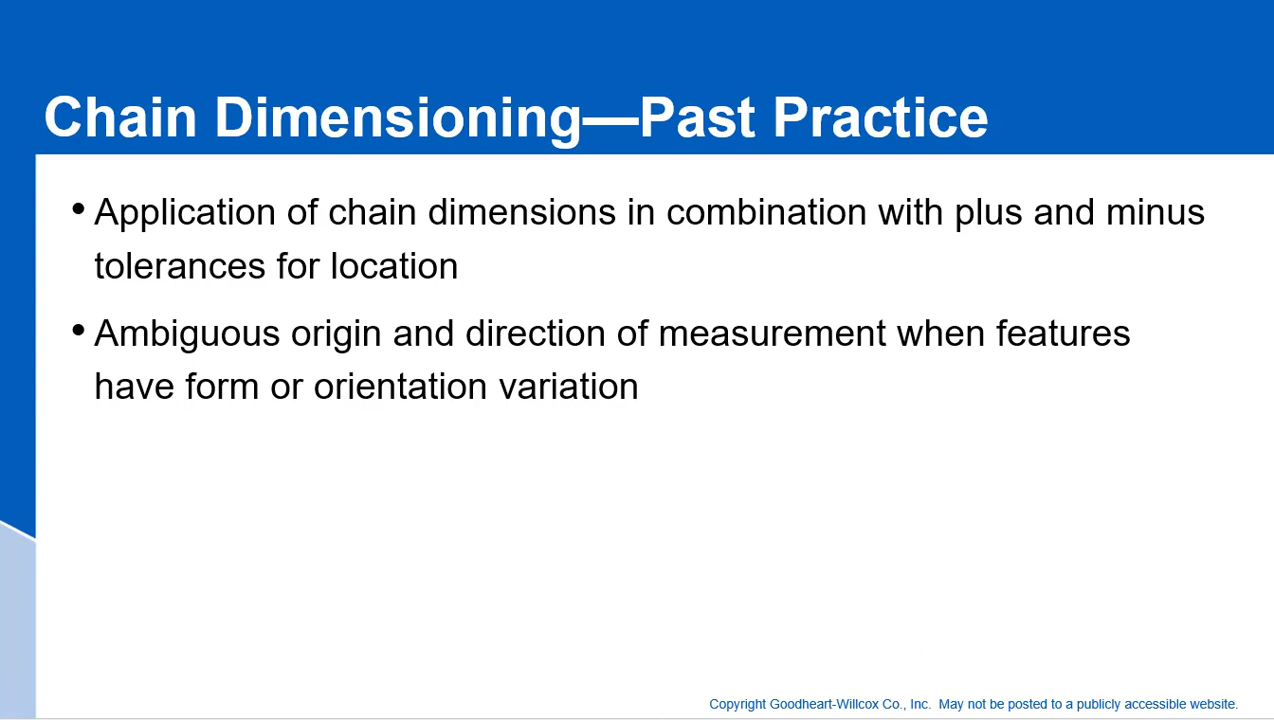 Chain Dimensioning—Past Practice
• Application of chain dimensions in combination with plus and minus
tolerances for location
• Ambiguous origin and direction of measurement when features
have form or orientation variation
Copyright Goodheart-Willcox Co., Inc.  May not be posted to a publicly accessible website.